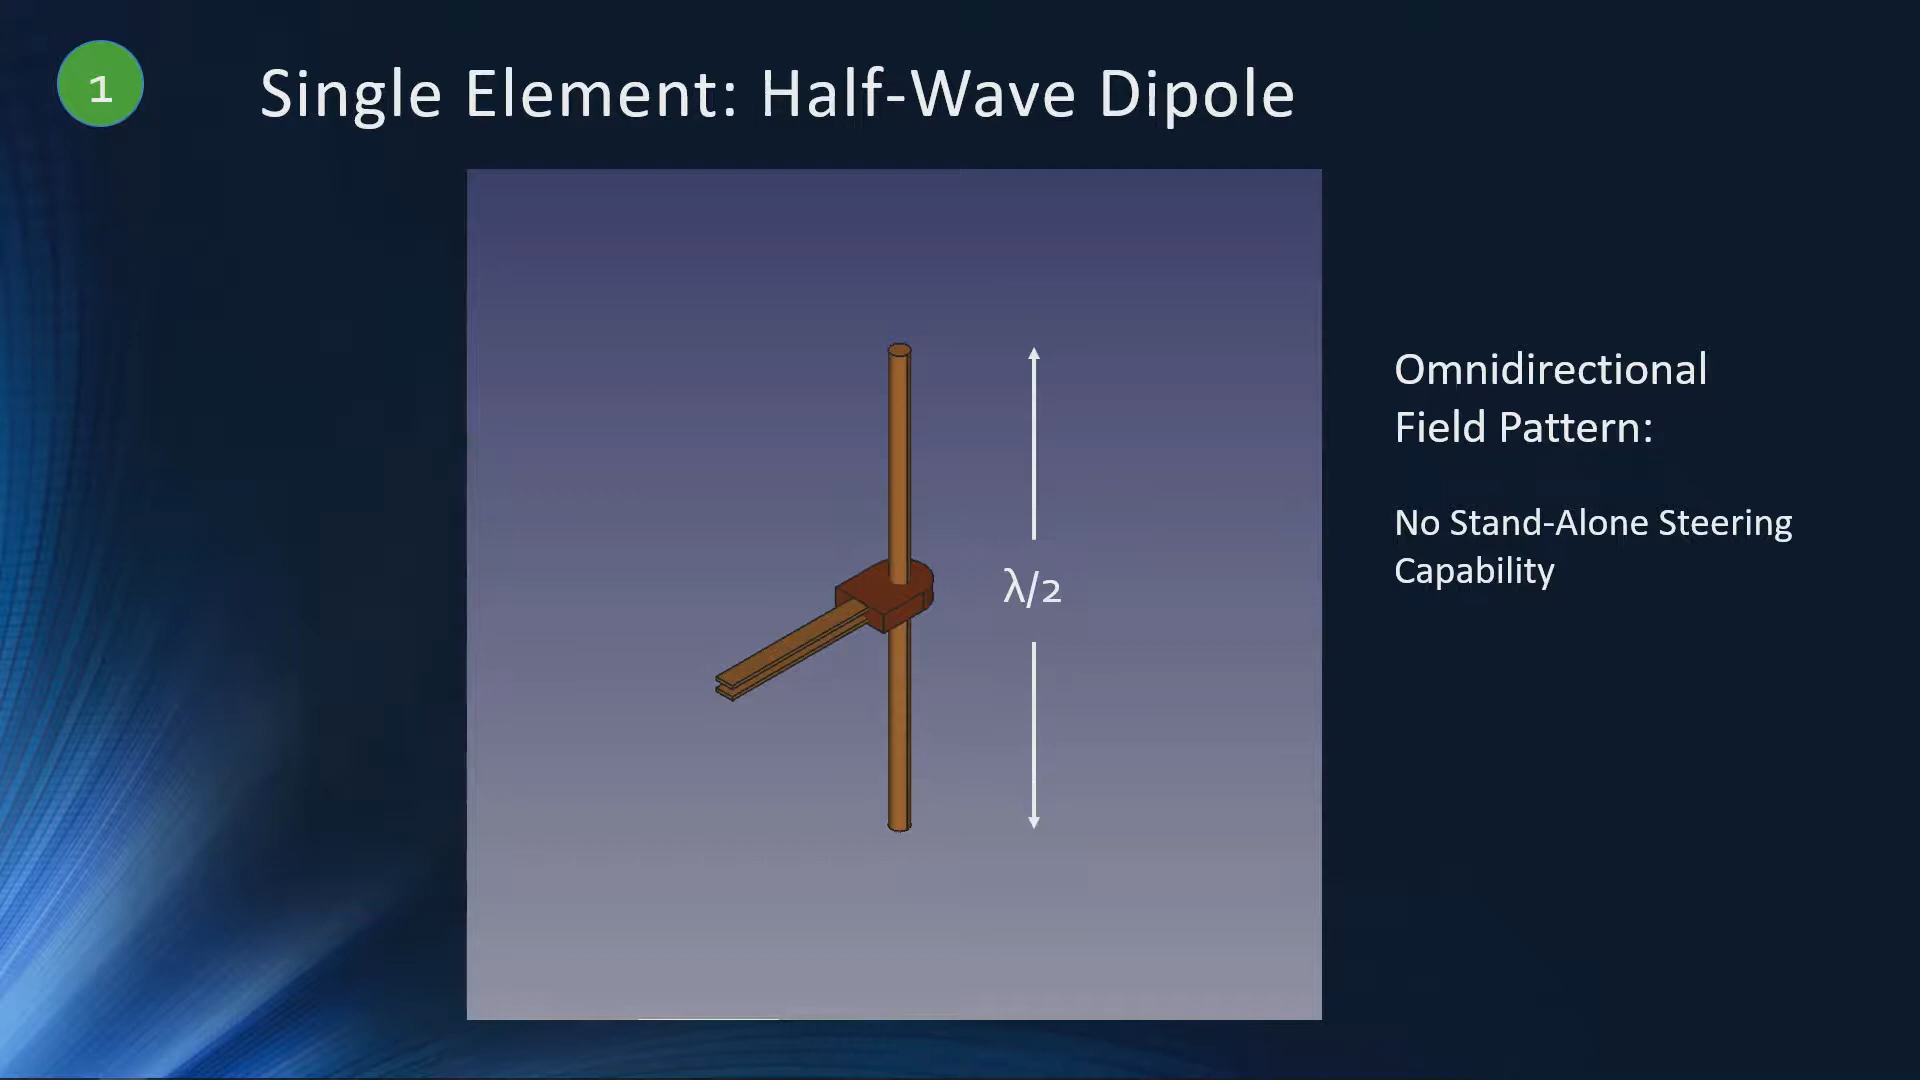 1
Single Element: Half-Wave Dipole
Omnidirectional
Field Pattern:
No Stand-Alone Steering
Capability
λ/2